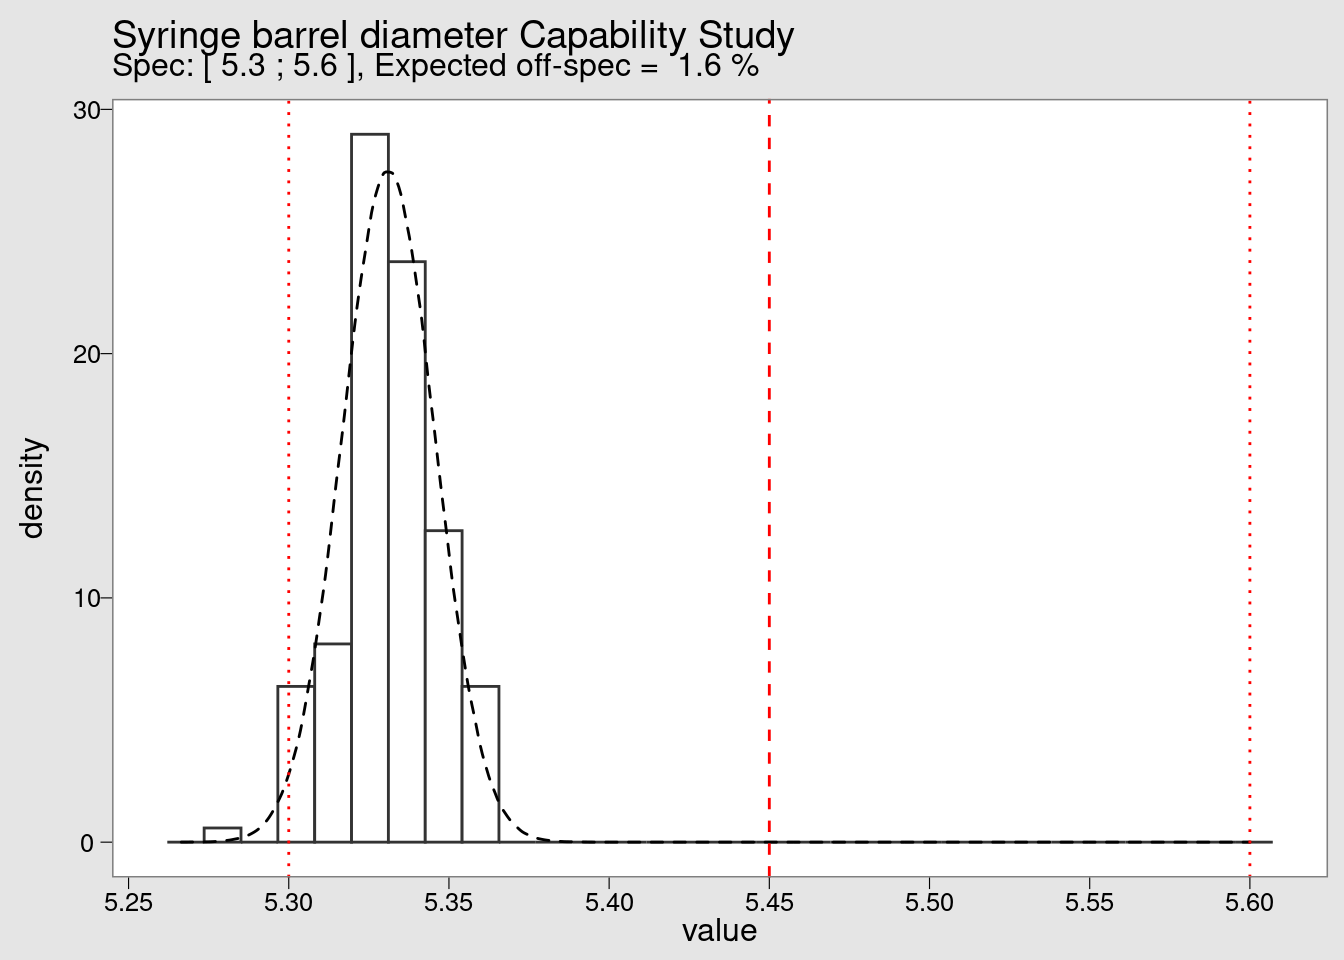 Syringe barrel diameter Capability Study
Spec: [ 5.3 ; 5.6 ], Expected off-spec =  1.6 %
30
20
10
0
density
5.25 5.30 5.35 5.40 5.45 5.50 5.55 5.60
value